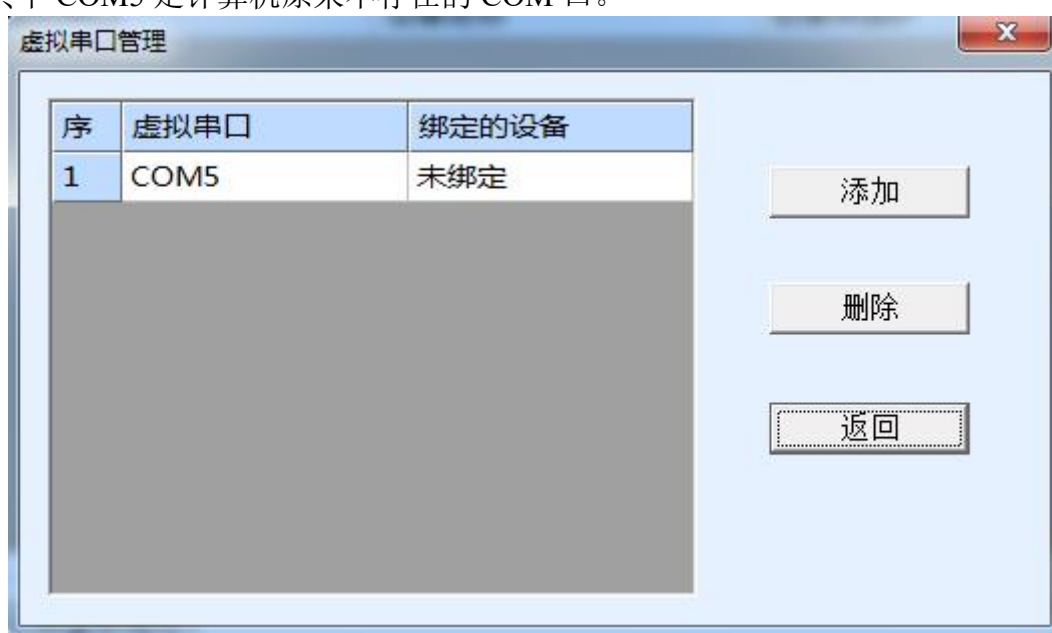 COM5 是计算机原来不存在的 COM 口。
虚拟串口管理
序 虚拟串口 绑定的设备
1 COM5 未绑定
添加
删除
返回